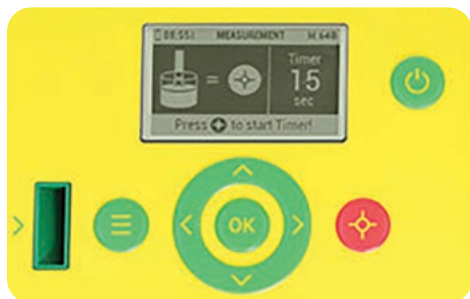 08:55 MEASUREMENT M.640
Timer
=
15
sec
Press to start Timer!
OK